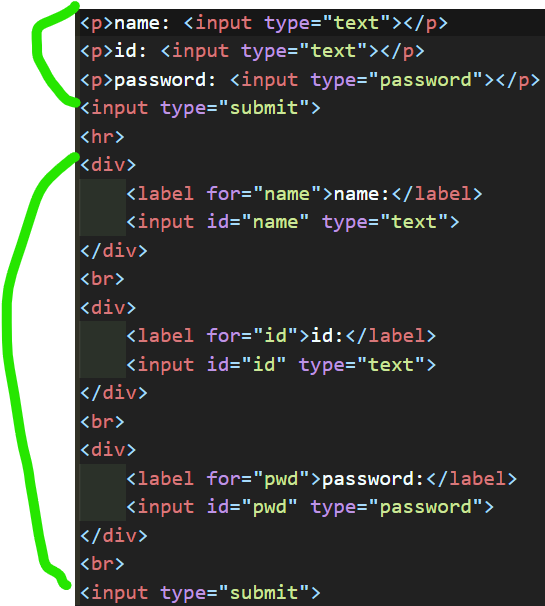 <p>name: <input type="text"></p>
<p>id: <input type="text"></p>
<p>password: <input type="password"></p>
<input type="submit">
<hr>
<div>
    <label for="name">name:</label>
    <input id="name" type="text">
</div>
<br>
<div>
    <label for="id">id:</label>
    <input id="id" type="text">
</div>
<br>
<div>
    <label for="pwd">password:</label>
    <input id="pwd" type="password">
</div>
<br>
<input type="submit">